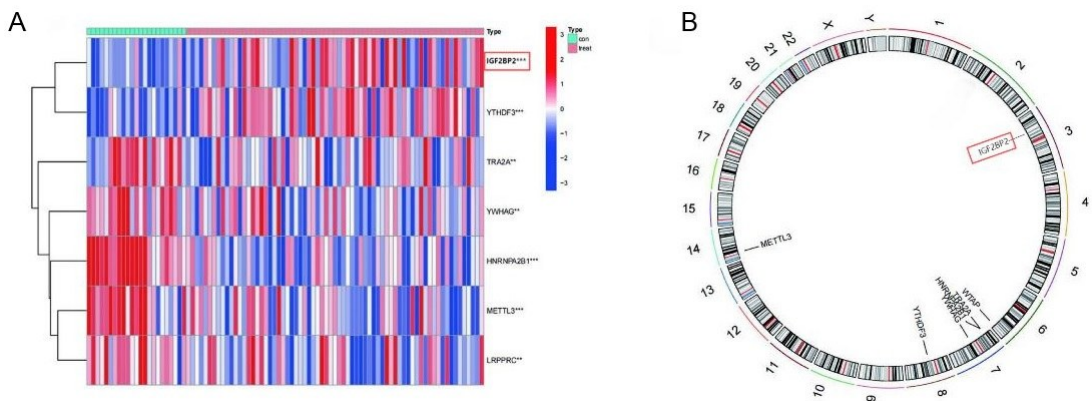 A
Type
IGF2BP2***
YTHDF3***
TRA2A**
YWHAG**
HNRNPA2B1***
METTL3***
LRPPRC**
3
2
1
0
−1
−2
−3
Type
con
treat
B
1
2
3
4
5
6
7
8
9
10
11
12
13
14
15
16
17
18
19
20
21
22
X
Y
IGF2BP2
METTL3
YTHDF3
YWHAG
TRA2A
WTAP